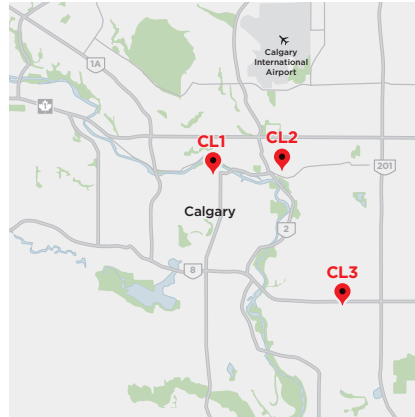 Calgary
International
Airport
1A
1
CL1
CL2
201
Calgary
2
8
CL3